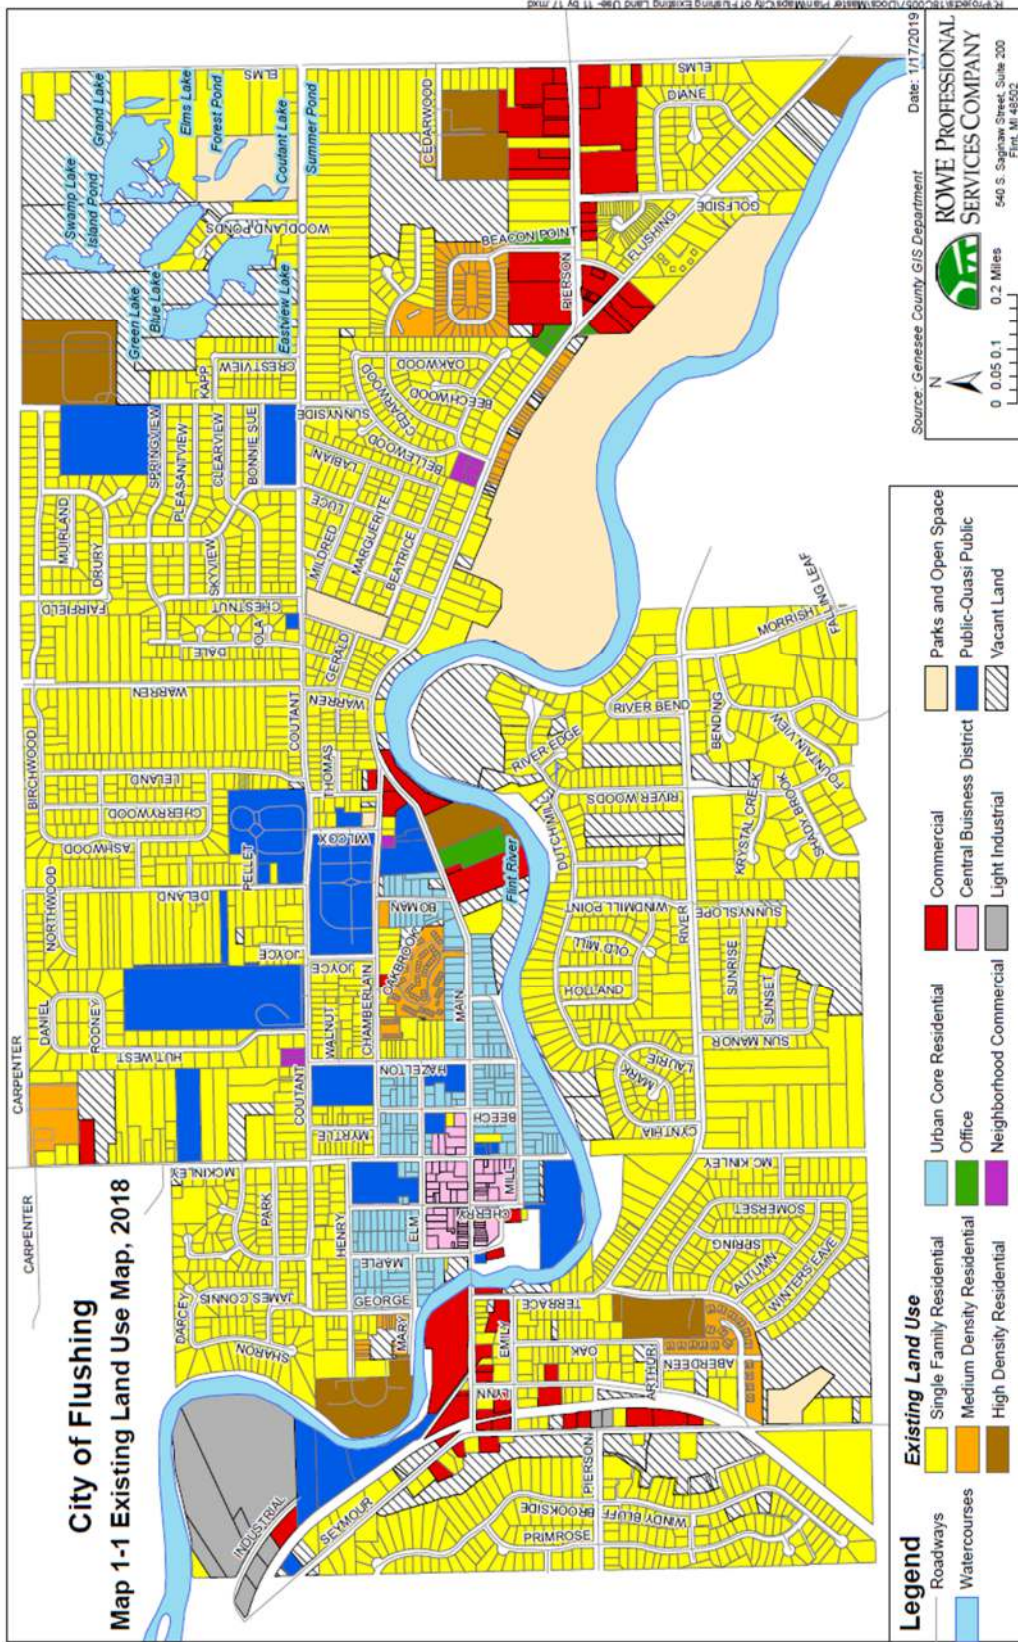 City of Flushing
Map 1-1 Existing Land Use Map, 2018
CARPENTER
CARPENTER
DANIEL
RODNEY
HUTWEST
NORTHWOOD
DELAND
ASHWOOD
CHERRYWOOD
LELAND
BIRCHWOOD
PELLET
JOYCE
WARREN
FAIRFIELD
MUIRLAND
DRURY
SPRINGVIEW
PLEASANTVIEW
CLEARVIEW
BONNIE SUE
SKYVIEW
CHESTNUT
DALE
IOLA
KAPP
CRESTVIEW
Green Lake
Blue Lake
Eastview Lake
Swamp Lake
Island Pond
Grand Lake
Elms Lake
Forest Pond
Coutant Lake
Summer Pond
WOODLAND PONDS
ELMS
DARCEY
SHARON
JAMES CONNIS
PARK
MCKINLEY
HENRY
MYRTLE
COUTANT
WALNUT
CHAMBERLAIN
JOYCE
WILCOX
THOMAS
COUTANT
WARREN
GERALD
MILDRED
MARGUERITE
BEATRICE
LUCE
LABIAN
BELLEWOOD
SUNNYSIDE
CEDARWOOD
BEECHWOOD
OAKWOOD
CEDARWOOD
BEACON POINT
PIERSON
FLUSHING
GOLFSIDE
DIANE
ELMS
INDUSTRIAL
SEYMOUR
GEORGE
MARY
MAPLE
ELM
CHERRY
MILL
BEECH
HAZELTON
MAIN
OAKBROOK
BOMAN
Flint River
LYNN
EMILY
TERRACE
OAK
ARTHUR
ABERDEEN
PIERSON
BROOKSIDE
PRIMROSE
WINDY BLUFF
SPRING
SOMERSET
AUTUMN
WINTERS EAVE
MC KINLEY
CYNTHIA
MARK
LAURIE
HOLLAND
OLD MILL
WINDMILL POINT
DUTCH MILL
RIVER EDGE
RIVER WOODS
RIVER
SUN MANOR
SUNSET
SUNRISE
SUNNYSLOPE
KRYSTAL CREEK
SHADY BROOK
FOUNTAIN VIEW
BENDING
RIVER BEND
MORRISH
FALLING LEAF
Legend
Roadways
Watercourses
Existing Land Use
Single Family Residential
Medium Density Residential
High Density Residential
Urban Core Residential
Office
Neighborhood Commercial
Commercial
Central Buisness District
Light Industrial
Parks and Open Space
Public-Quasi Public
Vacant Land
Source: Genesee County GIS Department
Date: 1/17/2019
N
0 0.05 0.1 0.2 Miles
ROWE PROFESSIONAL
SERVICES COMPANY
540 S. Saginaw Street, Suite 200
Flint, MI 48502